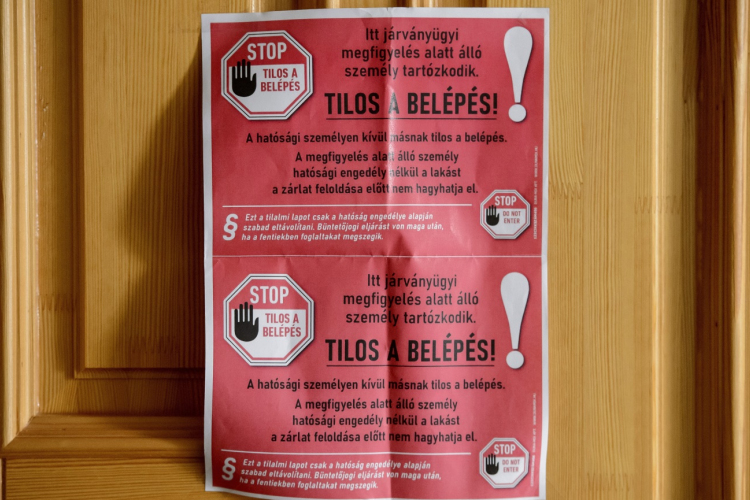 STOP
TILOS A
BELÉPÉS
Itt járványügyi
megfigyelés alatt álló
személy tartózkodik.
TILOS A BELÉPÉS!
A hatósági személyen kívül másnak tilos a belépés.
A megfigyelés alatt álló személy
hatósági engedély nélkül a lakást
a zárlat feloldása előtt nem hagyhatja el.
§ Ezt a tilalmi lapot csak a hatóság engedélye alapján
szabad eltávolítani. Büntetőjogi eljárást von maga után,
ha a fentiekben foglaltakat megszegik.
STOP
DO NOT
ENTER
STOP
TILOS A
BELÉPÉS
Itt járványügyi
megfigyelés alatt álló
személy tartózkodik.
TILOS A BELÉPÉS!
A hatósági személyen kívül másnak tilos a belépés.
A megfigyelés alatt álló személy
hatósági engedély nélkül a lakást
a zárlat feloldása előtt nem hagyhatja el.
§ Ezt a tilalmi lapot csak a hatóság engedélye alapján
szabad eltávolítani. Büntetőjogi eljárást von maga után,
ha a fentiekben foglaltakat megszegik.
STOP
DO NOT
ENTER